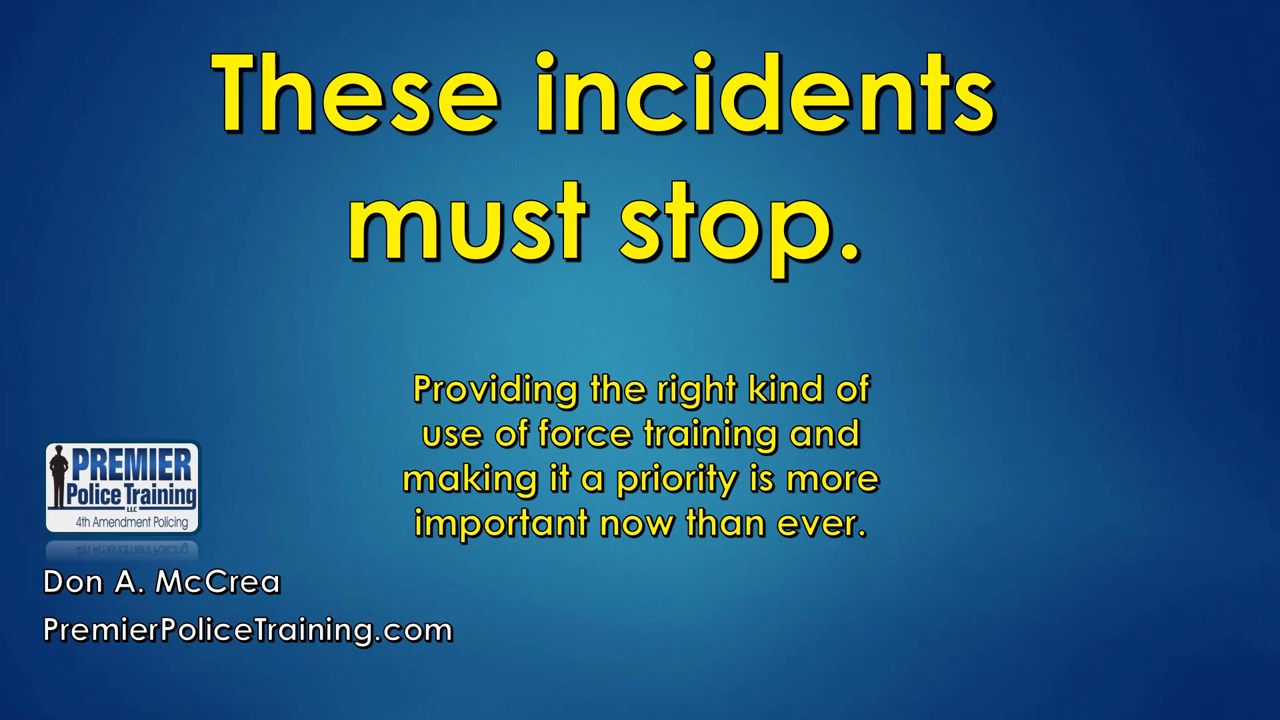 These incidents
must stop.
Providing the right kind of
use of force training and
making it a priority is more
important now than ever.
PREMIER
Police Training
LLC
4th Amendment Policing
Don A. McCrea
PremierPoliceTraining.com